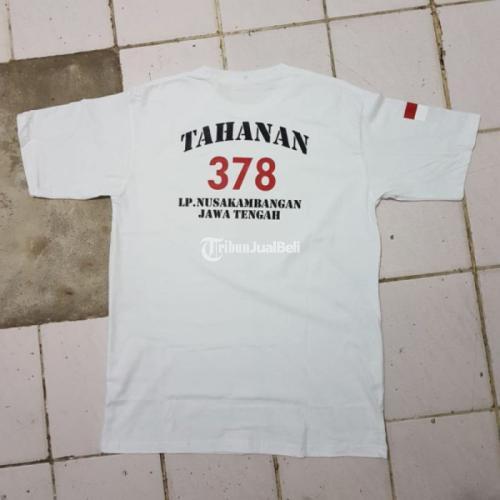 TAHANAN
378
LP.NUSAKAMBANGAN
JAWA TENGAH
TribunJualBeli